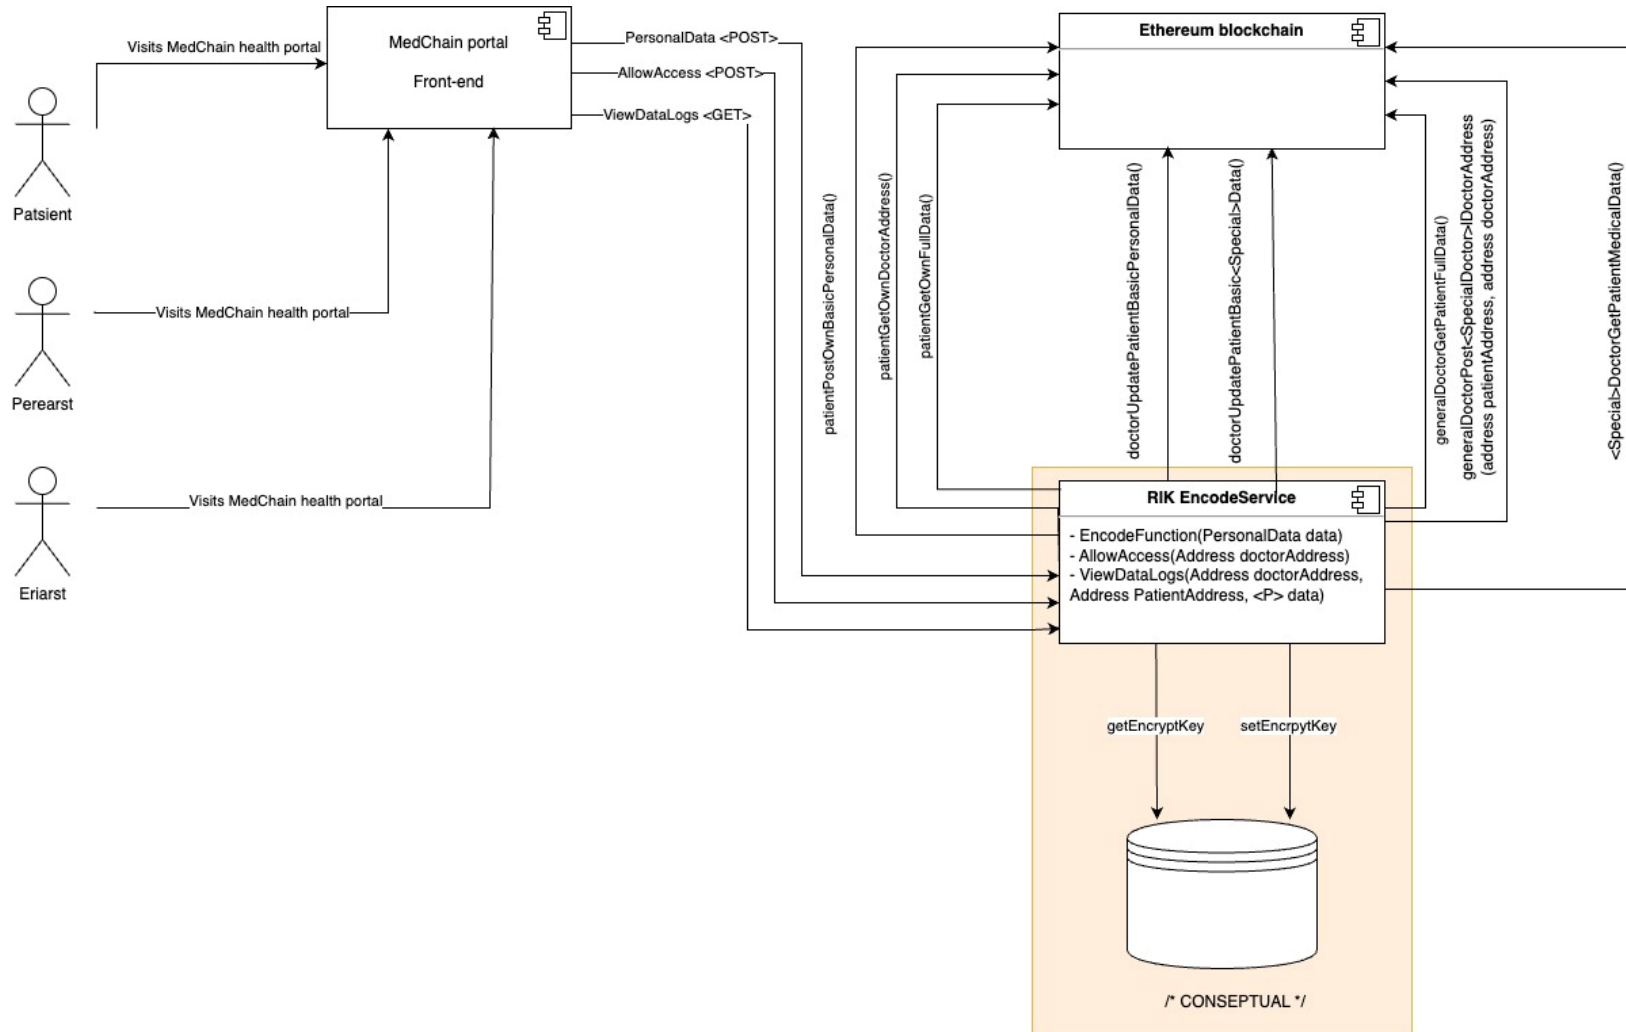 Visits MedChain health portal
MedChain portal
Front-end
PersonalData <POST>
AllowAccess <POST>
ViewDataLogs <GET>
Ethereum blockchain
Patsient
Visits MedChain health portal
Perearst
Visits MedChain health portal
Eriarst
patientPostOwnBasicPersonalData()
patientGetOwnDoctorAddress()
patientGetOwnFullData()
doctorUpdatePatientBasicPersonalData()
doctorUpdatePatientBasic<Special>Data()
generalDoctorGetPatientFullData()
generalDoctorPost<SpecialDoctor>lDoctorAddress
(address patientAddress, address doctorAddress)
<Special>DoctorGetPatientMedicalData()
RIK EncodeService
- EncodeFunction(PersonalData data)
- AllowAccess(Address doctorAddress)
- ViewDataLogs(Address doctorAddress,
Address PatientAddress, <P> data)
getEncryptKey
setEncrpytKey
/* CONSEPTUAL */